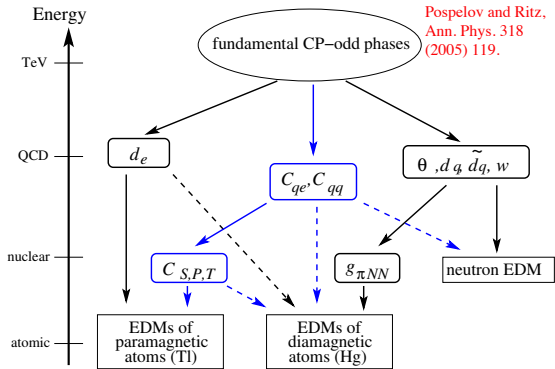 Energy
TeV
QCD
nuclear
atomic
fundamental CP−odd phases
Pospelov and Ritz,
Ann. Phys. 318
(2005) 119.
d_e
C_qe, C_qq
θ , d_q, d̃_q, w
C_S,P,T
g_πNN
neutron EDM
EDMs of
paramagnetic
atoms (Tl)
EDMs of
diamagnetic
atoms (Hg)